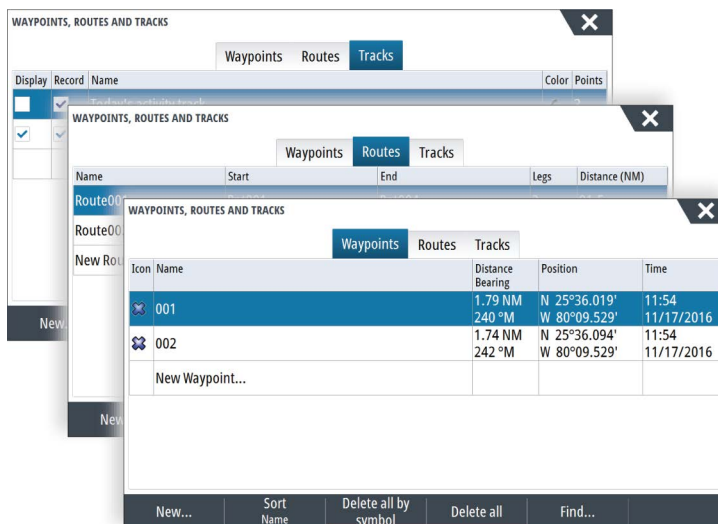 WAYPOINTS, ROUTES AND TRACKS
Waypoints Routes Tracks
Display Record Name Color Points
Today's activity track
New
WAYPOINTS, ROUTES AND TRACKS
Waypoints Routes Tracks
Name Start End Legs Distance (NM)
Route00
Route00
New Rou
New
WAYPOINTS, ROUTES AND TRACKS
Waypoints Routes Tracks
Icon Name Distance Position Time
Bearing
001 1.79 NM N 25°36.019' 11:54
240 °M W 80°09.529' 11/17/2016
002 1.74 NM N 25°36.094' 11:54
242 °M W 80°09.529' 11/17/2016
New Waypoint...
New... Sort Delete all by Delete all Find...
Name symbol